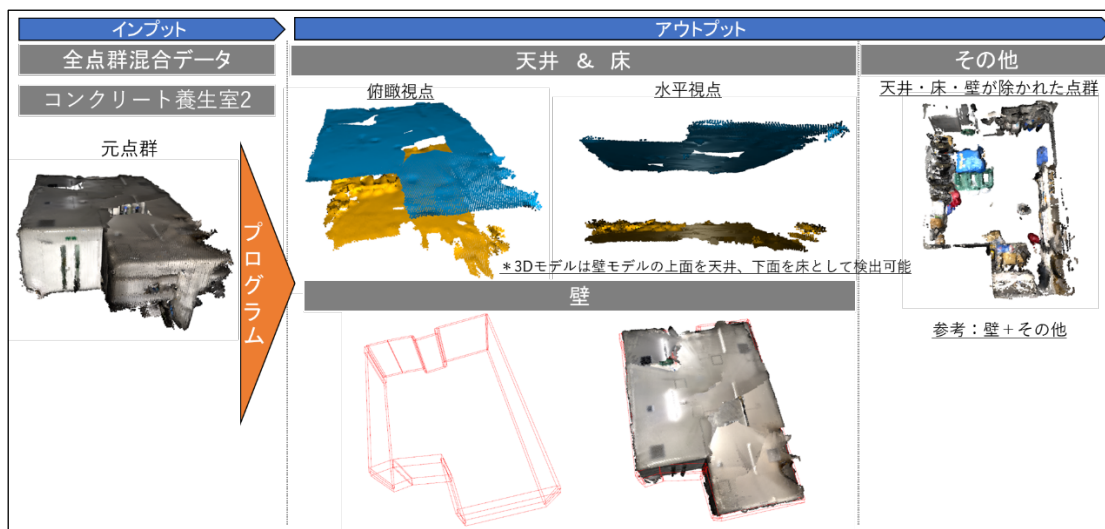 インプット
アウトプット
全点群混合データ
コンクリート養生室2
元点群
プログラム
天井 & 床
俯瞰視点
水平視点
*3Dモデルは壁モデルの上面を天井、下面を床として検出可能
壁
その他
天井・床・壁が除かれた点群
参考：壁+その他